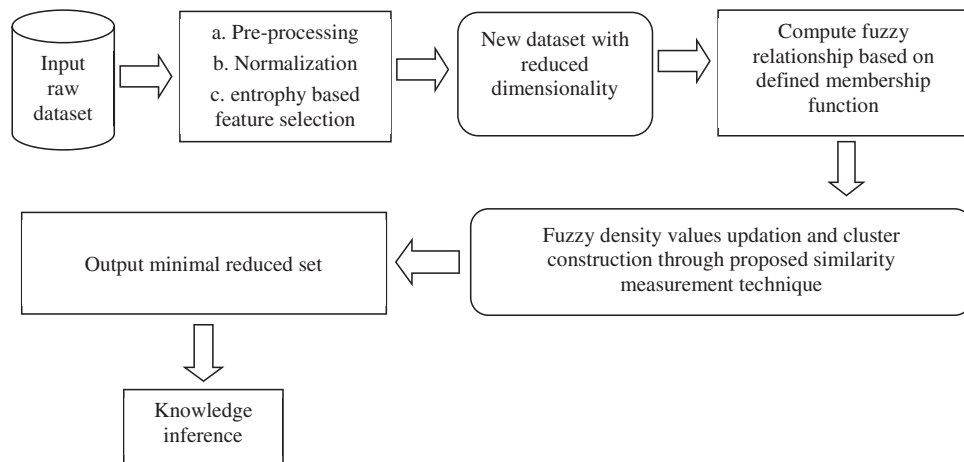 Input
raw
dataset
a. Pre-processing
b. Normalization
c. entrophy based
feature selection
New dataset with
reduced
dimensionality
Compute fuzzy
relationship based on
defined membership
function
Fuzzy density values updation and cluster
construction through proposed similarity
measurement technique
Output minimal reduced set
Knowledge
inference